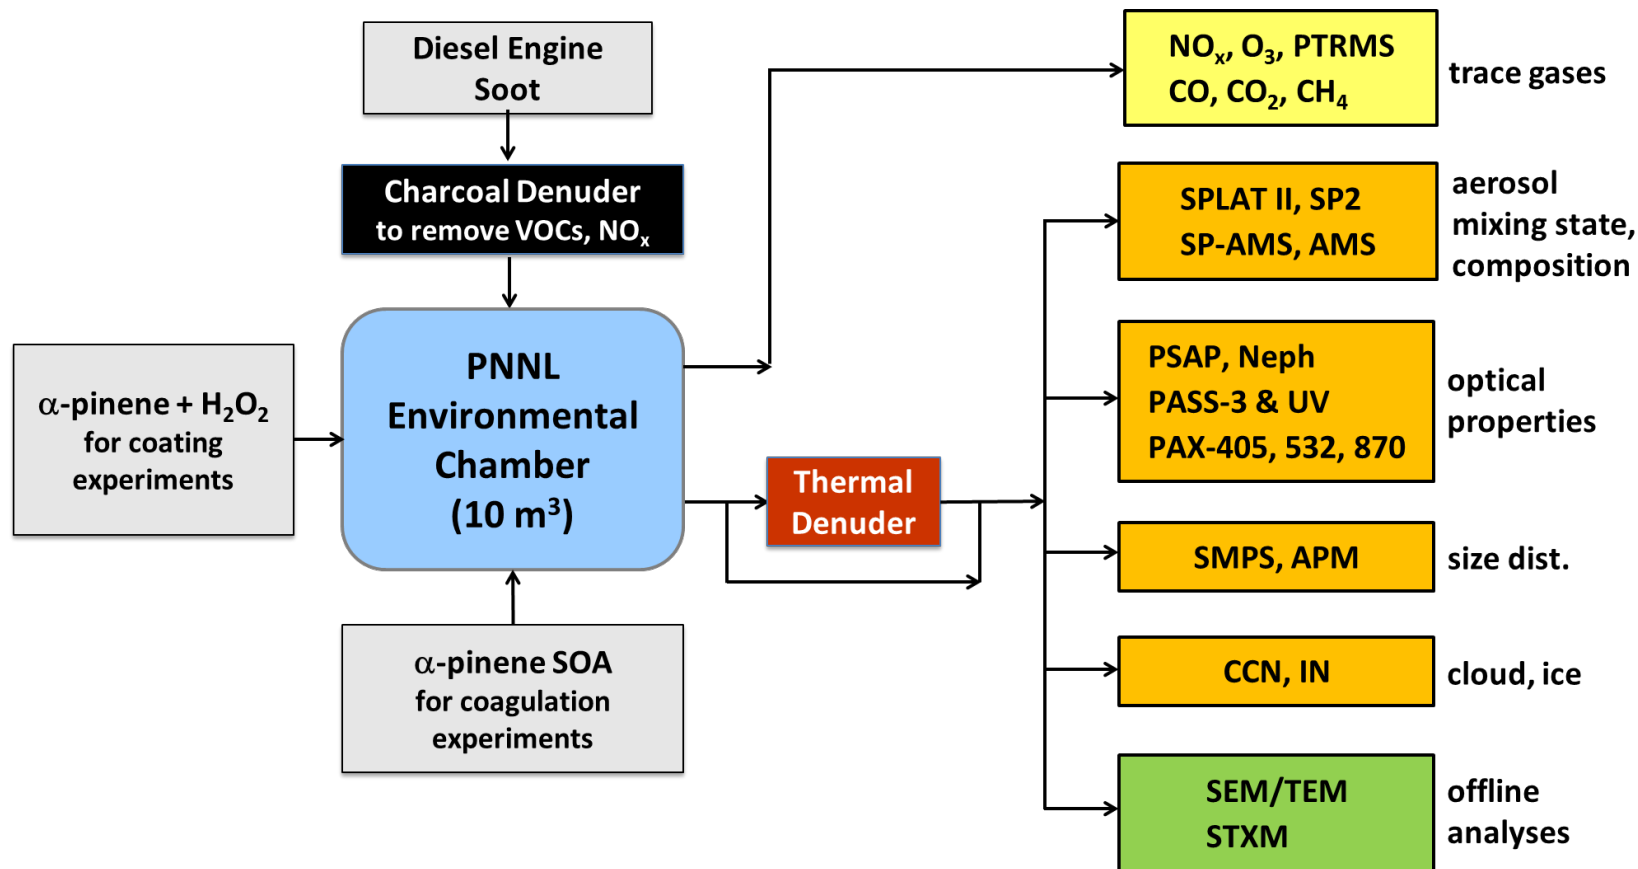 Diesel Engine
Soot
Charcoal Denuder
to remove VOCs, NOx
α-pinene + H2O2
for coating
experiments
PNNL
Environmental
Chamber
(10 m³)
α-pinene SOA
for coagulation
experiments
Thermal
Denuder
NOx, O3, PTRMS
CO, CO2, CH4
trace gases
SPLAT II, SP2
SP-AMS, AMS
aerosol
mixing state,
composition
PSAP, Neph
PASS-3 & UV
PAX-405, 532, 870
optical
properties
SMPS, APM
size dist.
CCN, IN
cloud, ice
SEM/TEM
STXM
offline
analyses